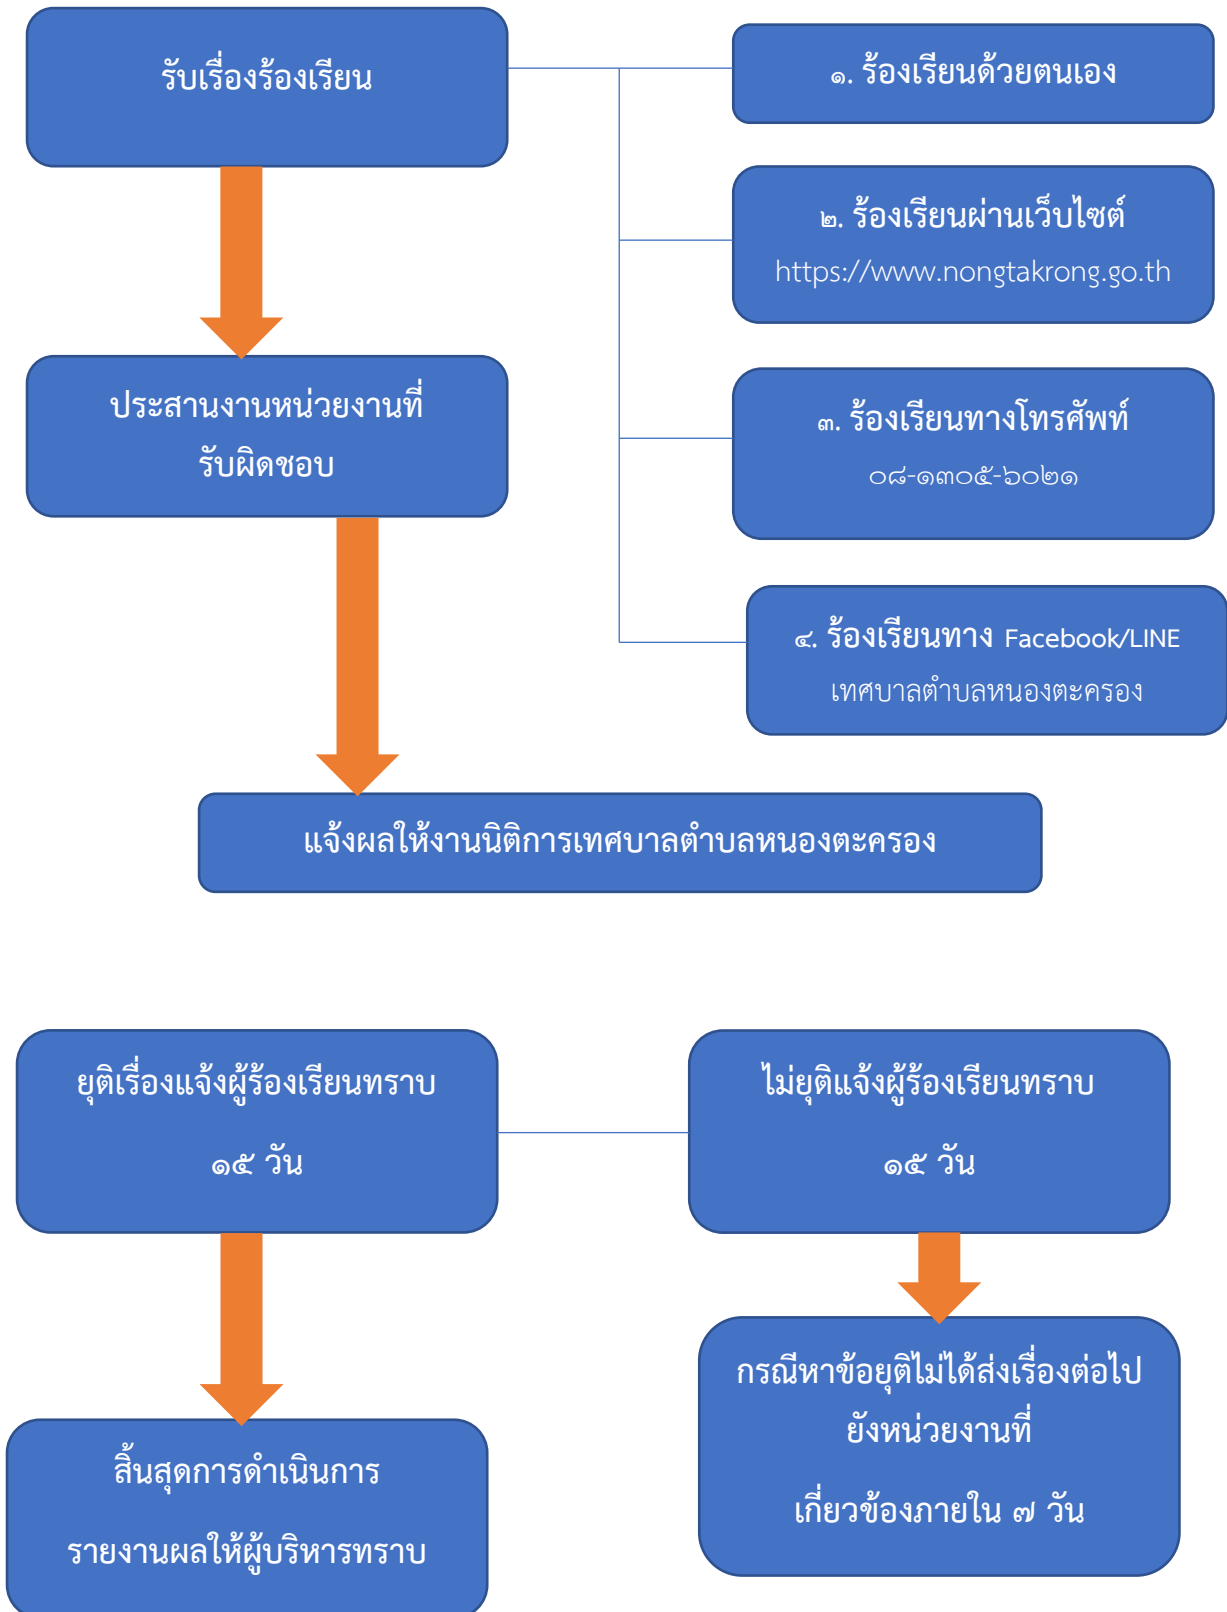 รับเรื่องร้องเรียน
๑. ร้องเรียนด้วยตนเอง
๒. ร้องเรียนผ่านเว็บไซต์
https://www.nongtakrong.go.th
ประสานงานหน่วยงานที่
รับผิดชอบ
๓. ร้องเรียนทางโทรศัพท์
๐๘-๑๓๐๕-๖๐๒๑
๔. ร้องเรียนทาง Facebook/LINE
เทศบาลตำบลหนองตะครอง
แจ้งผลให้งานนิติการเทศบาลตำบลหนองตะครอง
ยุติเรื่องแจ้งผู้ร้องเรียนทราบ
๑๕ วัน
ไม่ยุติแจ้งผู้ร้องเรียนทราบ
๑๕ วัน
กรณีหาข้อยุติไม่ได้ส่งเรื่องต่อไป
ยังหน่วยงานที่
เกี่ยวข้องภายใน ๗ วัน
สิ้นสุดการดำเนินการ
รายงานผลให้ผู้บริหารทราบ